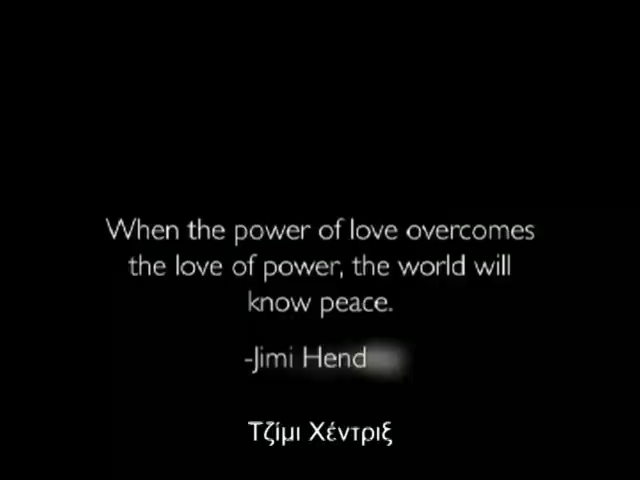 When the power of love overcomes
the love of power, the world will
know peace.
-Jimi Hend
Τζίμι Χέντριξ